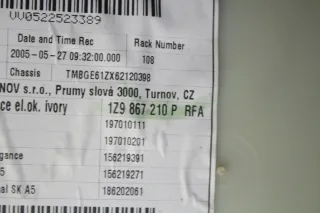 VV0522523389
Date and Time Rec Rack Number
2005-05-27 09:32:00.000 108
Chassis TMBGE61ZX62120398
NOV s.r.o., Prumy slová 3000, Turnov, CZ
ce el.ok. ivory 1Z9 867 210 P RFA
197010111
197010201
gance 156219391
5 156219271
al SK A5 186202061